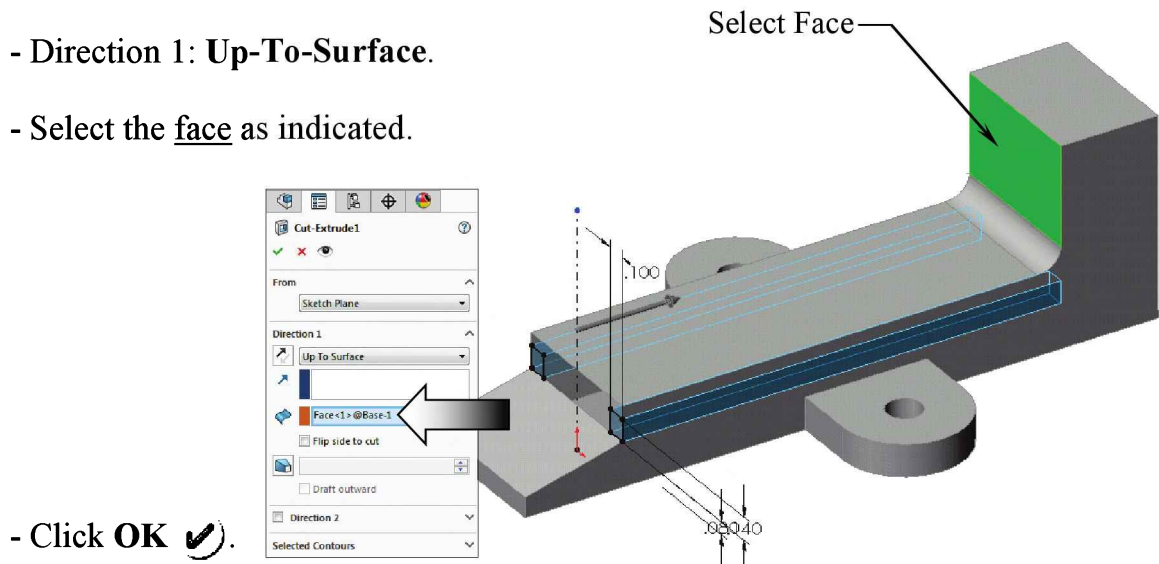 Select Face
- Direction 1: Up-To-Surface.
- Select the face as indicated.
Cut-Extrude1
From
Sketch Plane
Direction 1
Up To Surface
Face<1>@Base-1
Flip side to cut
Draft outward
Direction 2
Selected Contours
.100
- Click OK